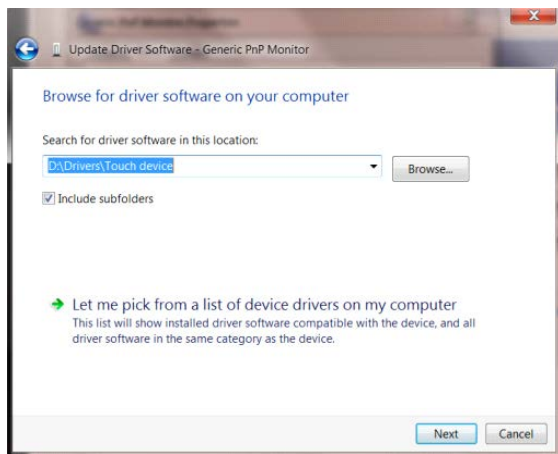 Update Driver Software - Generic PnP Monitor
Browse for driver software on your computer
Search for driver software in this location:
D:\Drivers\Touch device
Browse...
Include subfolders
Let me pick from a list of device drivers on my computer
This list will show installed driver software compatible with the device, and all
driver software in the same category as the device.
Next
Cancel